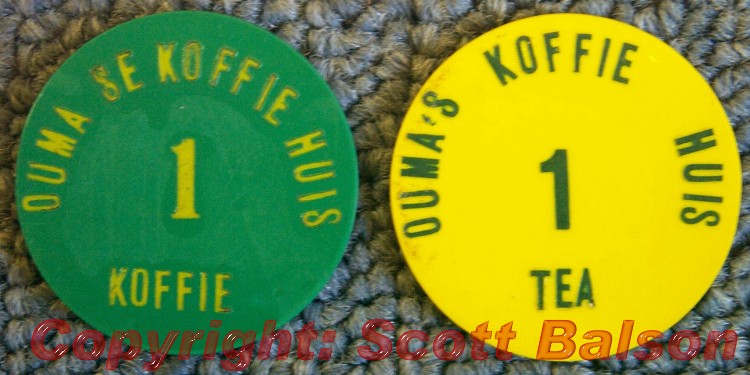 OUMA SE KOFFIE HUIS
1
KOFFIE
OUMA'S KOFFIE HUIS
1
TEA
Copyright: Scott Balson